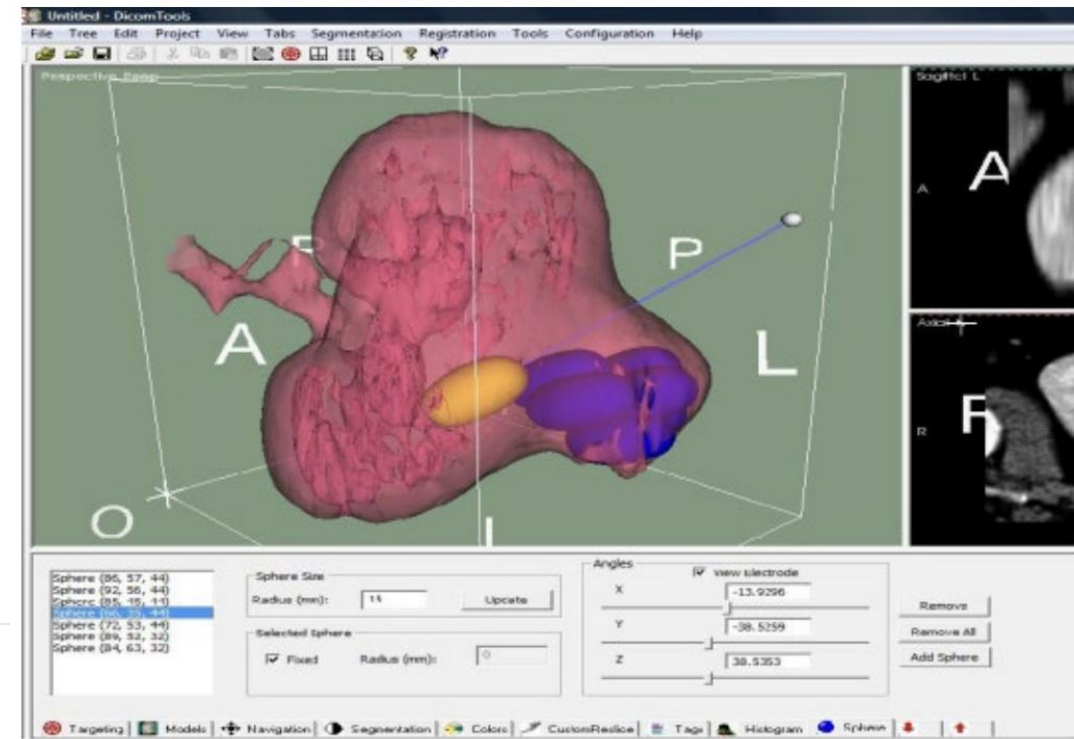 Untitled - DicomTools
File Tree Edit Project View Tabs Segmentation Registration Tools Configuration Help
Perspective
Sagittal L
A
A
P
P
A
L
O
Axial
R
Sphere (86, 57, 44)
Sphere (92, 56, 44)
Sphere (72, 53, 44)
Sphere (89, 52, 32)
Sphere (84, 63, 32)
Sphere Size
Radius (mm):
Update
Selected Sphere
Fixed Radius (mm): 0
Angles
View Electrode
X -13.9296
Y -38.5259
Z 38.5353
Remove
Remove All
Add Sphere
Targeting Models Navigation Segmentation Colors CustomReslice Tags Histogram Sphere